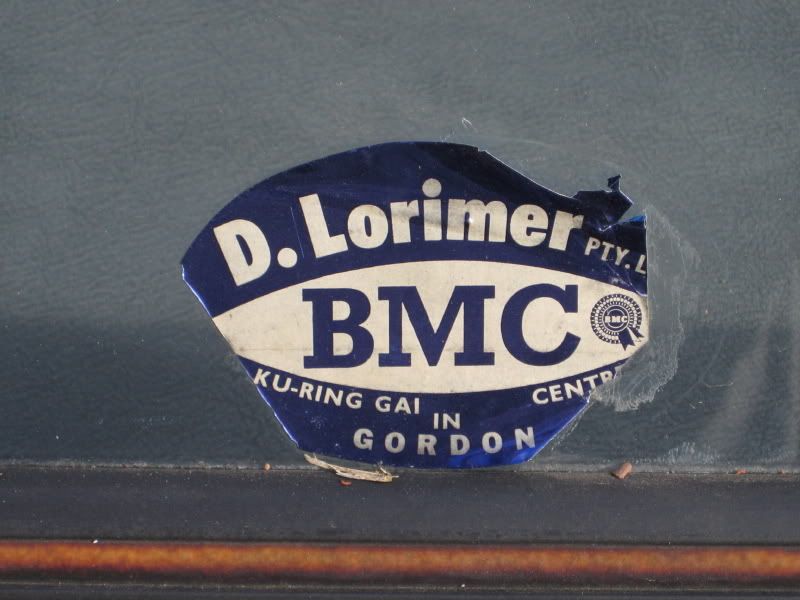 D. Lorimer PTY. L
BMC
BMC
KU-RING GAI CENTR
IN
GORDON